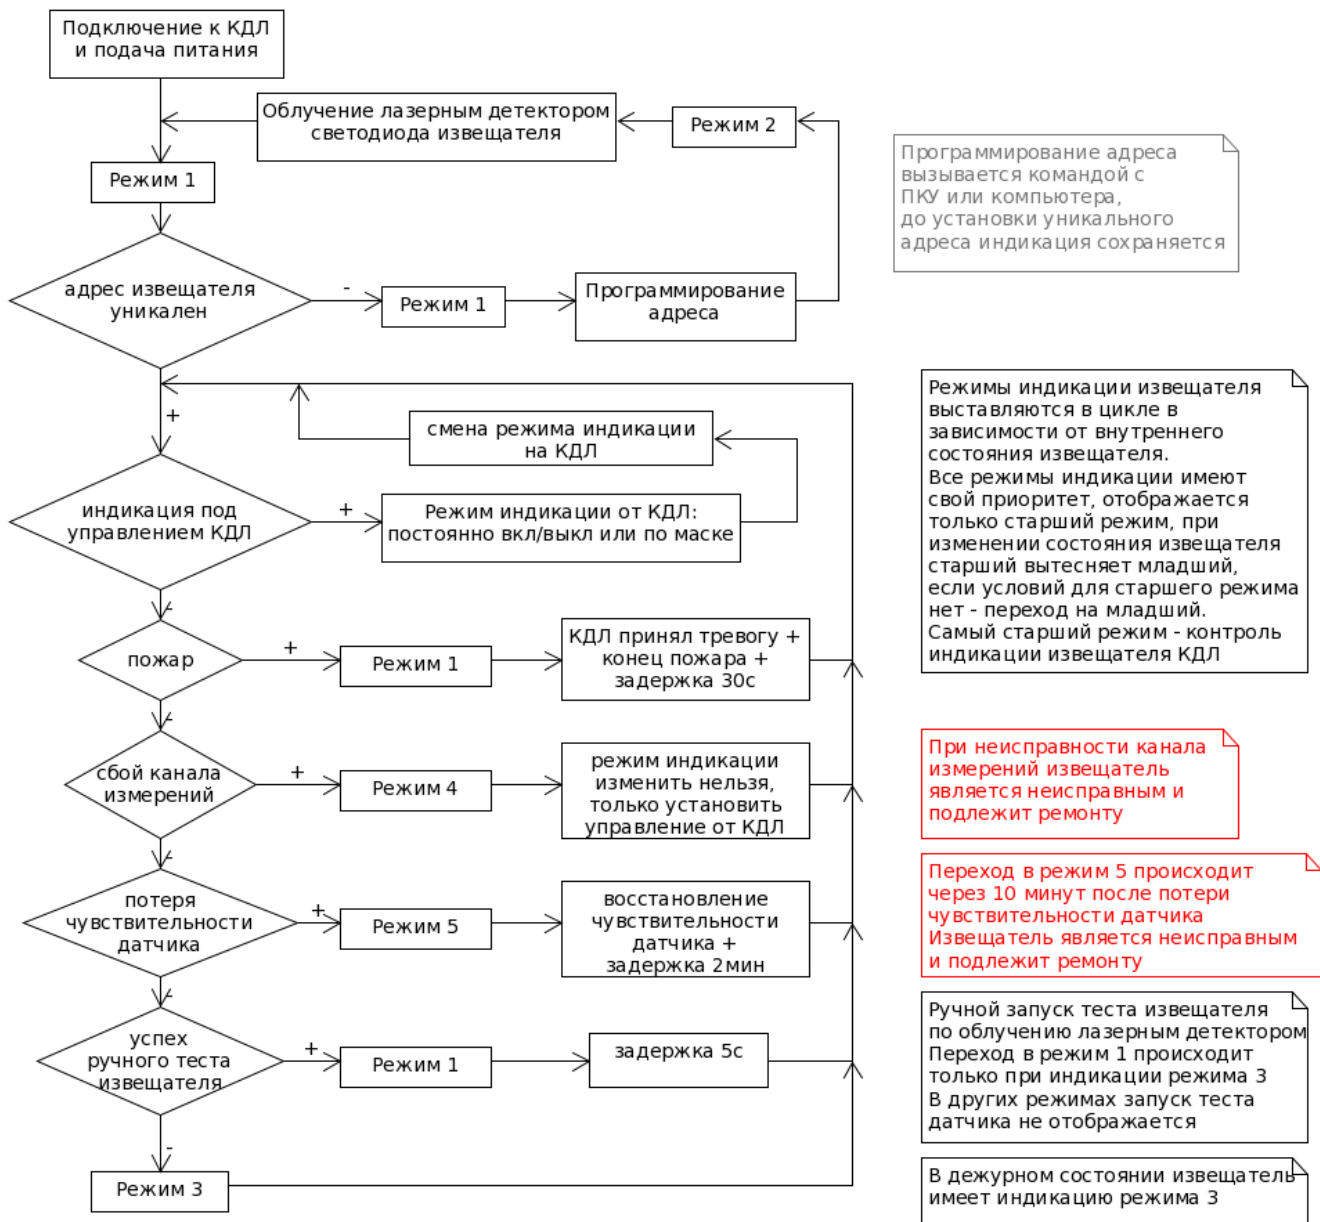 Подключение к КДЛ
и подача питания
Облучение лазерным детектором
светодиода извещателя
Режим 2
Режим 1
Программирование адреса
вызывается командой с
ПКУ или компьютера,
до установки уникального
адреса индикация сохраняется
адрес извещателя
уникален
-
Режим 1
Программирование
адреса
+
смена режима индикации
на КДЛ
индикация под
управлением КДЛ
+
Режим индикации от КДЛ:
постоянно вкл/выкл или по маске
Режимы индикации извещателя
выставляются в цикле в
зависимости от внутреннего
состояния извещателя.
Все режимы индикации имеют
свой приоритет, отображается
только старший режим, при
изменении состояния извещателя
старший вытесняет младший,
если условий для старшего режима
нет - переход на младший.
Самый старший режим - контроль
индикации извещателя КДЛ
-
пожар
+
Режим 1
КДЛ принял тревогу +
конец пожара +
задержка 30с
-
сбой канала
измерений
+
Режим 4
режим индикации
изменить нельзя,
только установить
управление от КДЛ
При неисправности канала
измерений извещатель
является неисправным и
подлежит ремонту
-
потеря
чувствительности
датчика
+
Режим 5
восстановление
чувствительности
датчика +
задержка 2мин
Переход в режим 5 происходит
через 10 минут после потери
чувствительности датчика
Извещатель является неисправным
и подлежит ремонту
-
успех
ручного теста
извещателя
+
Режим 1
задержка 5с
Ручной запуск теста извещателя
по облучению лазерным детектором
Переход в режим 1 происходит
только при индикации режима 3
В других режимах запуск теста
датчика не отображается
-
Режим 3
В дежурном состоянии извещатель
имеет индикацию режима 3